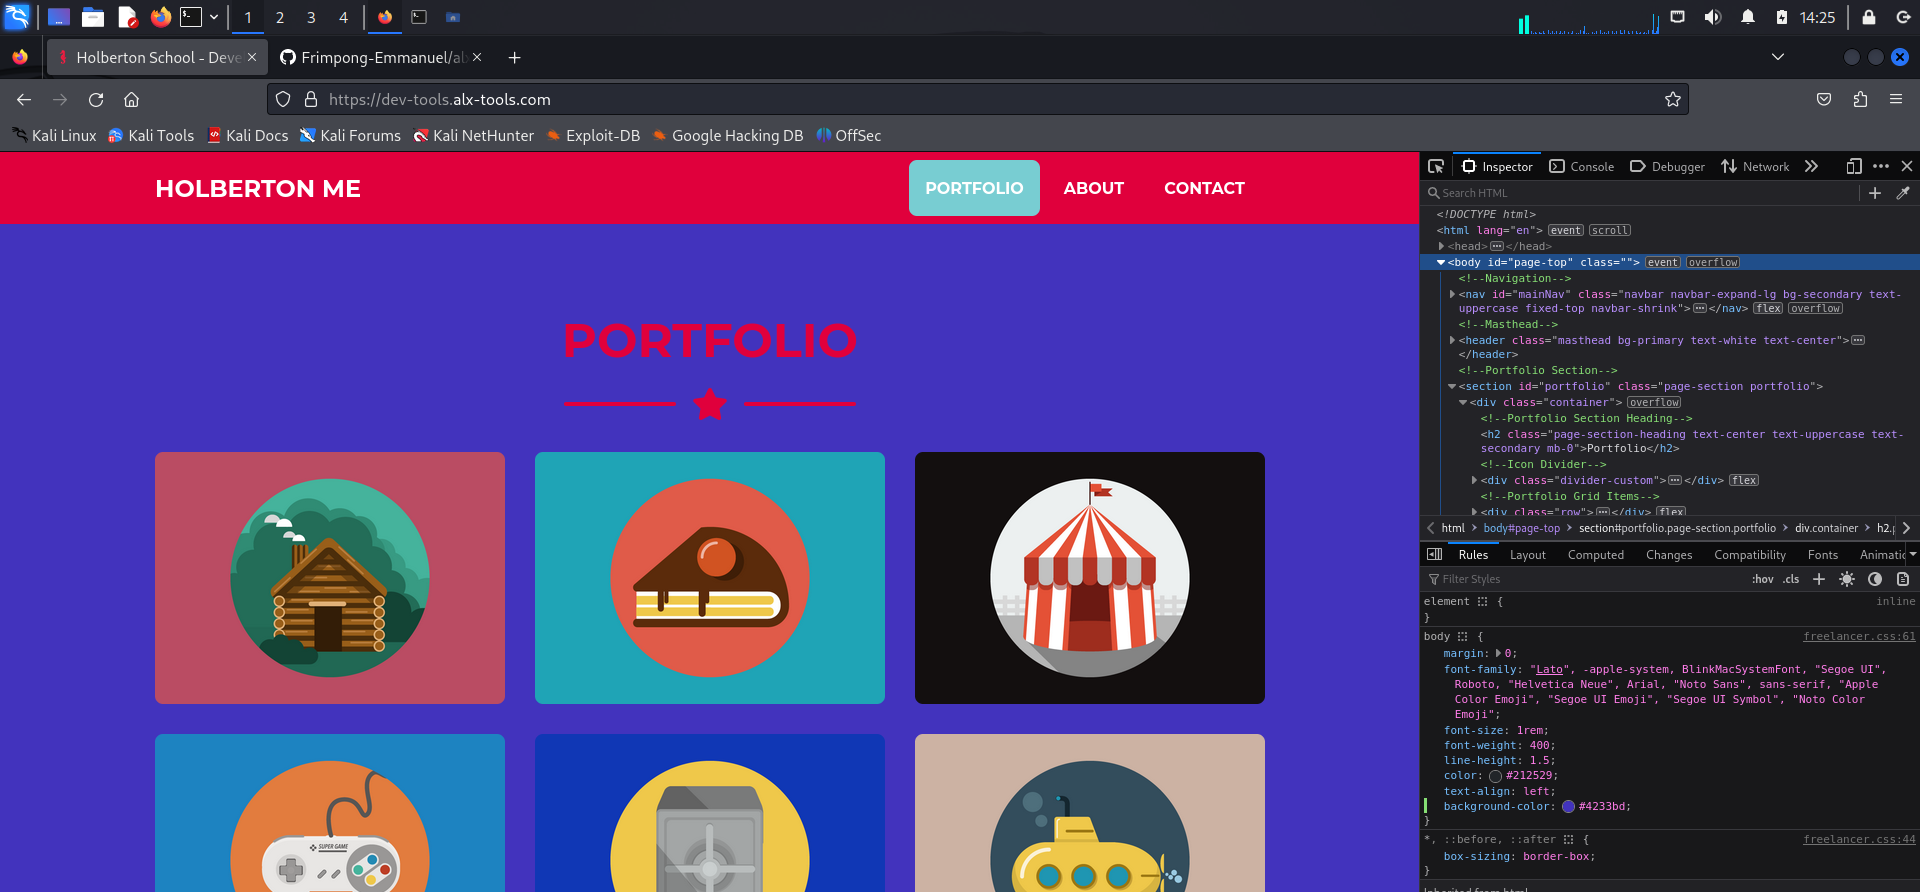 1 2 3 4
14:25
Holberton School - Deve
Frimpong-Emmanuel/al
https://dev-tools.alx-tools.com
Kali Linux Kali Tools Kali Docs Kali Forums Kali NetHunter Exploit-DB Google Hacking DB OffSec
HOLBERTON ME
PORTFOLIO ABOUT CONTACT
PORTFOLIO
SUPER GAME
Inspector Console Debugger Network
Search HTML
<!DOCTYPE html>
<html lang="en"> event scroll
<head> </head>
<body id="page-top" class=""> event overflow
<!--Navigation-->
<nav id="mainNav" class="navbar navbar-expand-lg bg-secondary text-
uppercase fixed-top navbar-shrink"> </nav> flex overflow
<!--Masthead-->
<header class="masthead bg-primary text-white text-center">
</header>
<!--Portfolio Section-->
<section id="portfolio" class="page-section portfolio">
<div class="container"> overflow
<!--Portfolio Section Heading-->
<h2 class="page-section-heading text-center text-uppercase text-
secondary mb-0">Portfolio</h2>
<!--Icon Divider-->
<div class="divider-custom"> </div> flex
<!--Portfolio Grid Items-->
<div class="row"> </div> flex
html body#page-top section#portfolio.page-section.portfolio div.container h2.
Rules Layout Computed Changes Compatibility Fonts Animatic
Filter Styles :hov .cls
element { inline
}
body { freelancer.css:61
margin: 0;
font-family: "Lato", -apple-system, BlinkMacSystemFont, "Segoe UI",
Roboto, "Helvetica Neue", Arial, "Noto Sans", sans-serif, "Apple
Color Emoji", "Segoe UI Emoji", "Segoe UI Symbol", "Noto Color
Emoji";
font-size: 1rem;
font-weight: 400;
line-height: 1.5;
color: #212529;
text-align: left;
background-color: #4233bd;
}
*, ::before, ::after { freelancer.css:44
box-sizing: border-box;
}
Inherited from html